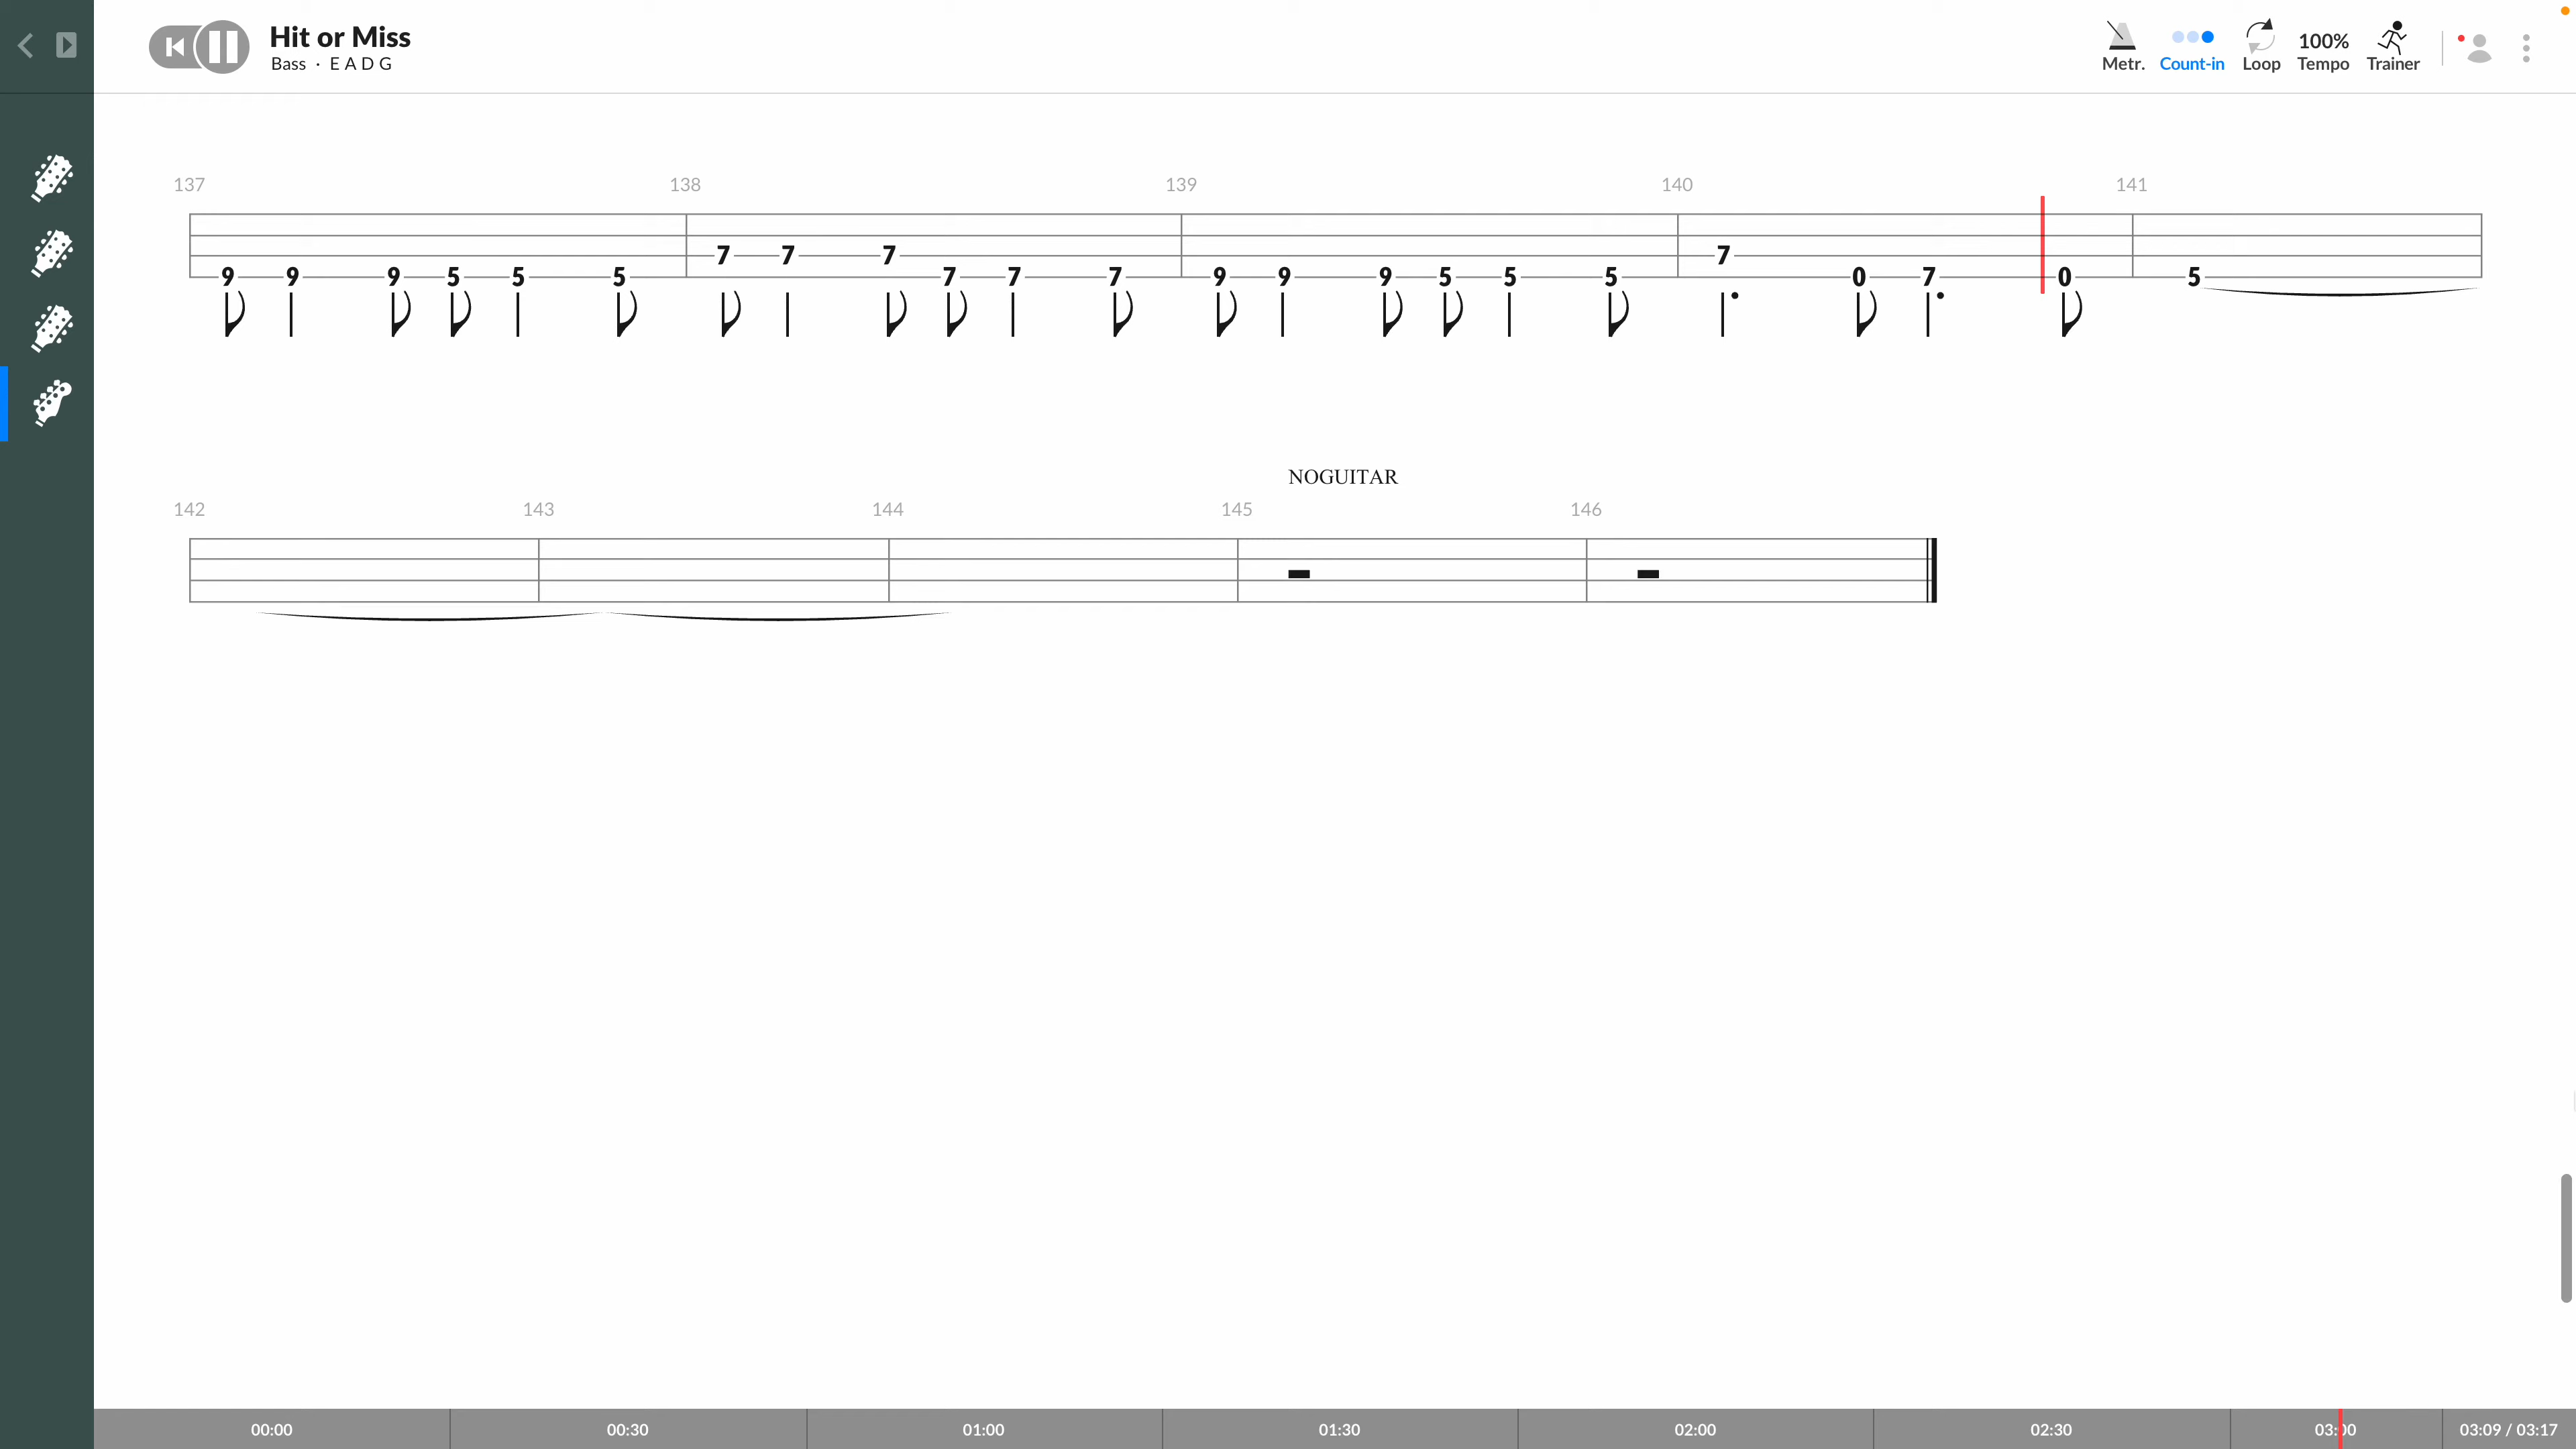 Hit or Miss
Bass · E A D G
Metr.
Count-in
Loop
100%
Tempo
Trainer
137 138 139 140 141
7 7 7 7
9 9 9 5 5 5 7 7 7 9 9 9 5 5 5 0 7 0 5
NOGUITAR
142 143 144 145 146
00:00 00:30 01:00 01:30 02:00 02:30 03:00 03:09 / 03:17